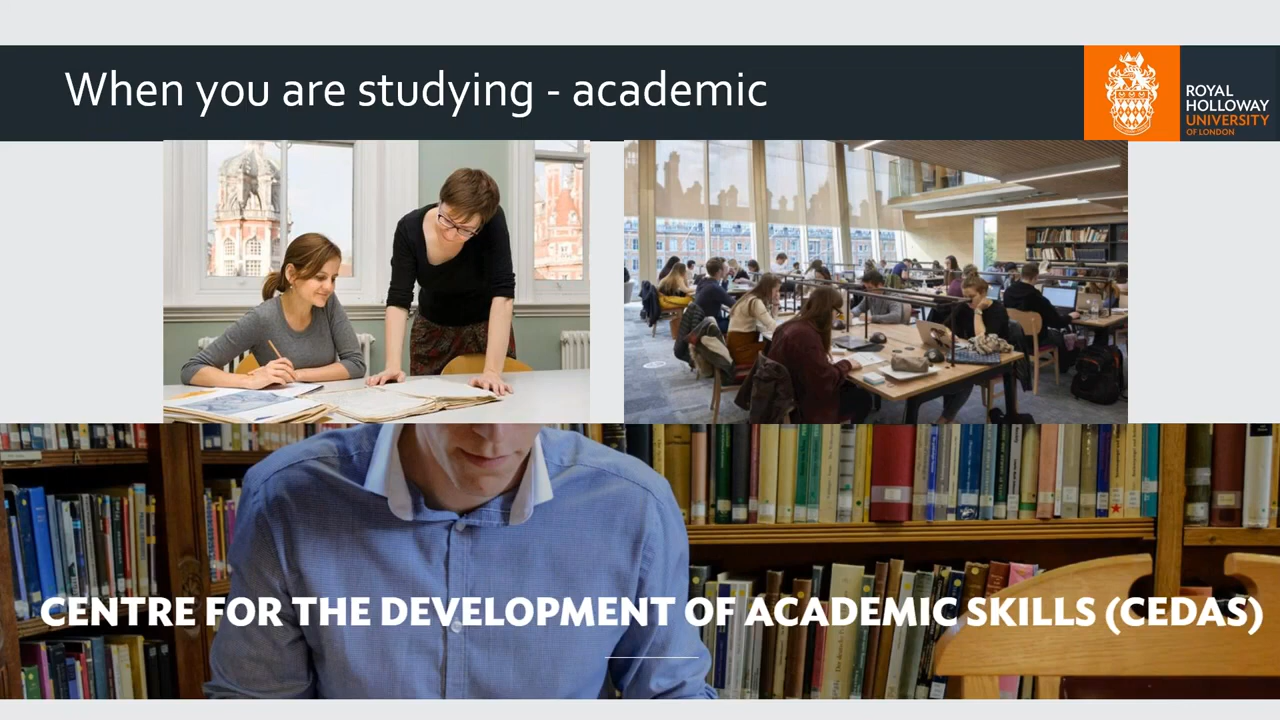 When you are studying - academic
ROYAL
HOLLOWAY
UNIVERSITY
OF LONDON
CENTRE FOR THE DEVELOPMENT OF ACADEMIC SKILLS (CEDAS)